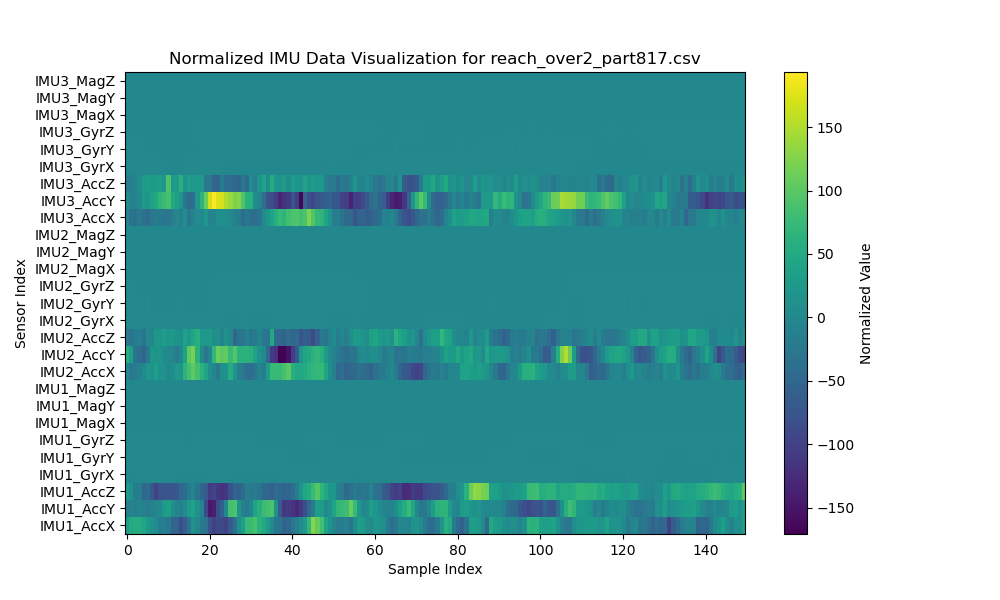 Normalized IMU Data Visualization for reach_over2_part817.csv
IMU3_MagZ
IMU3_MagY
IMU3_MagX
IMU3_GyrZ
IMU3_GyrY
IMU3_GyrX
IMU3_AccZ
IMU3_AccY
IMU3_AccX
IMU2_MagZ
IMU2_MagY
IMU2_MagX
IMU2_GyrZ
IMU2_GyrY
IMU2_GyrX
IMU2_AccZ
IMU2_AccY
IMU2_AccX
IMU1_MagZ
IMU1_MagY
IMU1_MagX
IMU1_GyrZ
IMU1_GyrY
IMU1_GyrX
IMU1_AccZ
IMU1_AccY
IMU1_AccX
Sensor Index
0 20 40 60 80 100 120 140
Sample Index
150
100
50
0
−50
−100
−150
Normalized Value